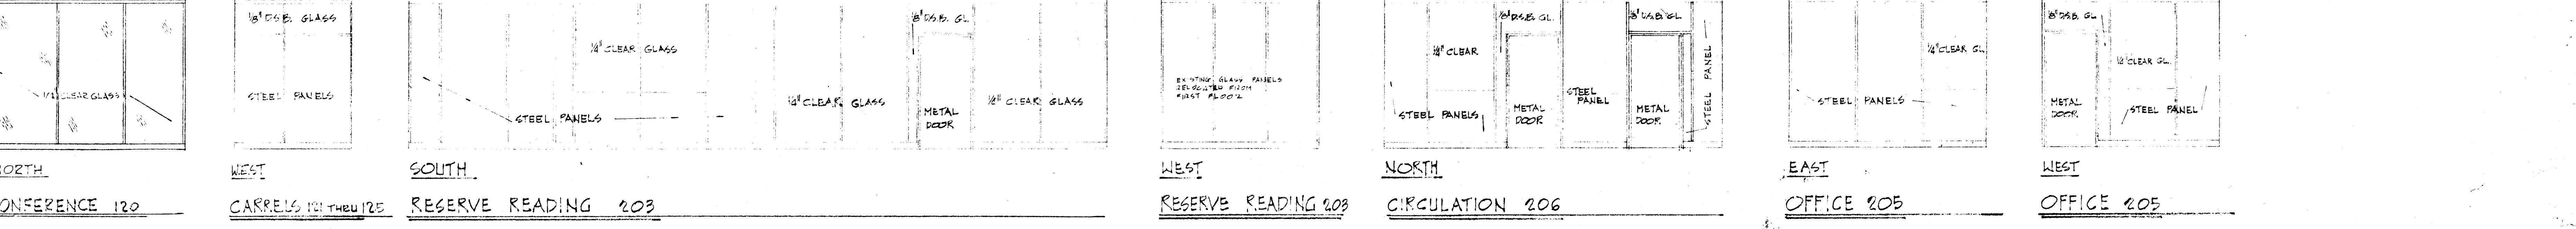 1/4" CLEAR GLASS
NORTH
CONFERENCE 120
1/8" D.S.B. GLASS
STEEL PANELS
WEST
CARRELS 121 THRU 125
1/4" CLEAR GLASS
STEEL PANELS
1/4" CLEAR GLASS
1/8" D.S.B. GL.
METAL
DOOR
1/4" CLEAR GLASS
SOUTH
RESERVE READING 203
EXISTING GLASS PANELS
RELOCATED FROM
FIRST FLOOR
WEST
RESERVE READING 203
1/4" CLEAR
STEEL PANELS
1/8" D.S.B. GL.
METAL
DOOR
STEEL
PANEL
1/8" D.S.B. GL.
METAL
DOOR
STEEL PANEL
NORTH
CIRCULATION 206
1/4" CLEAR GL.
STEEL PANELS
EAST
OFFICE 205
1/8" D.S.B. GL.
METAL
DOOR
1/4" CLEAR GL.
STEEL PANEL
WEST
OFFICE 205